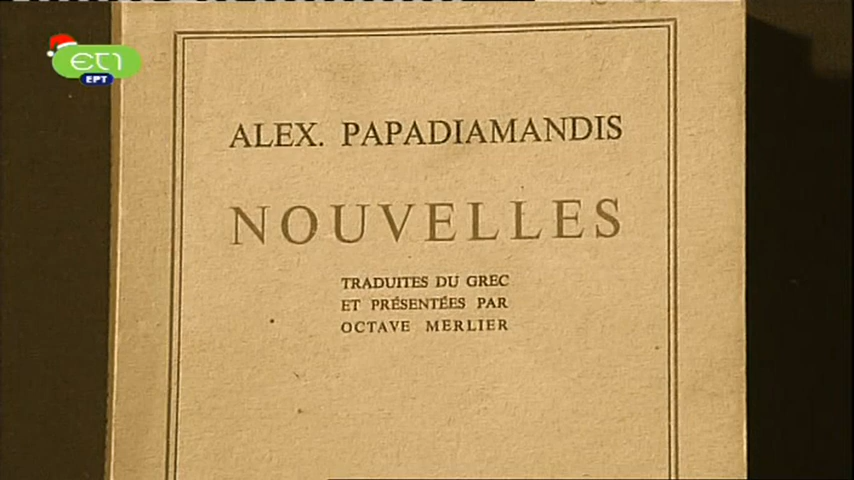 ετ1
ΕΡΤ
ALEX. PAPADIAMANDIS
NOUVELLES
TRADUITES DU GREC
ET PRÉSENTÉES PAR
OCTAVE MERLIER